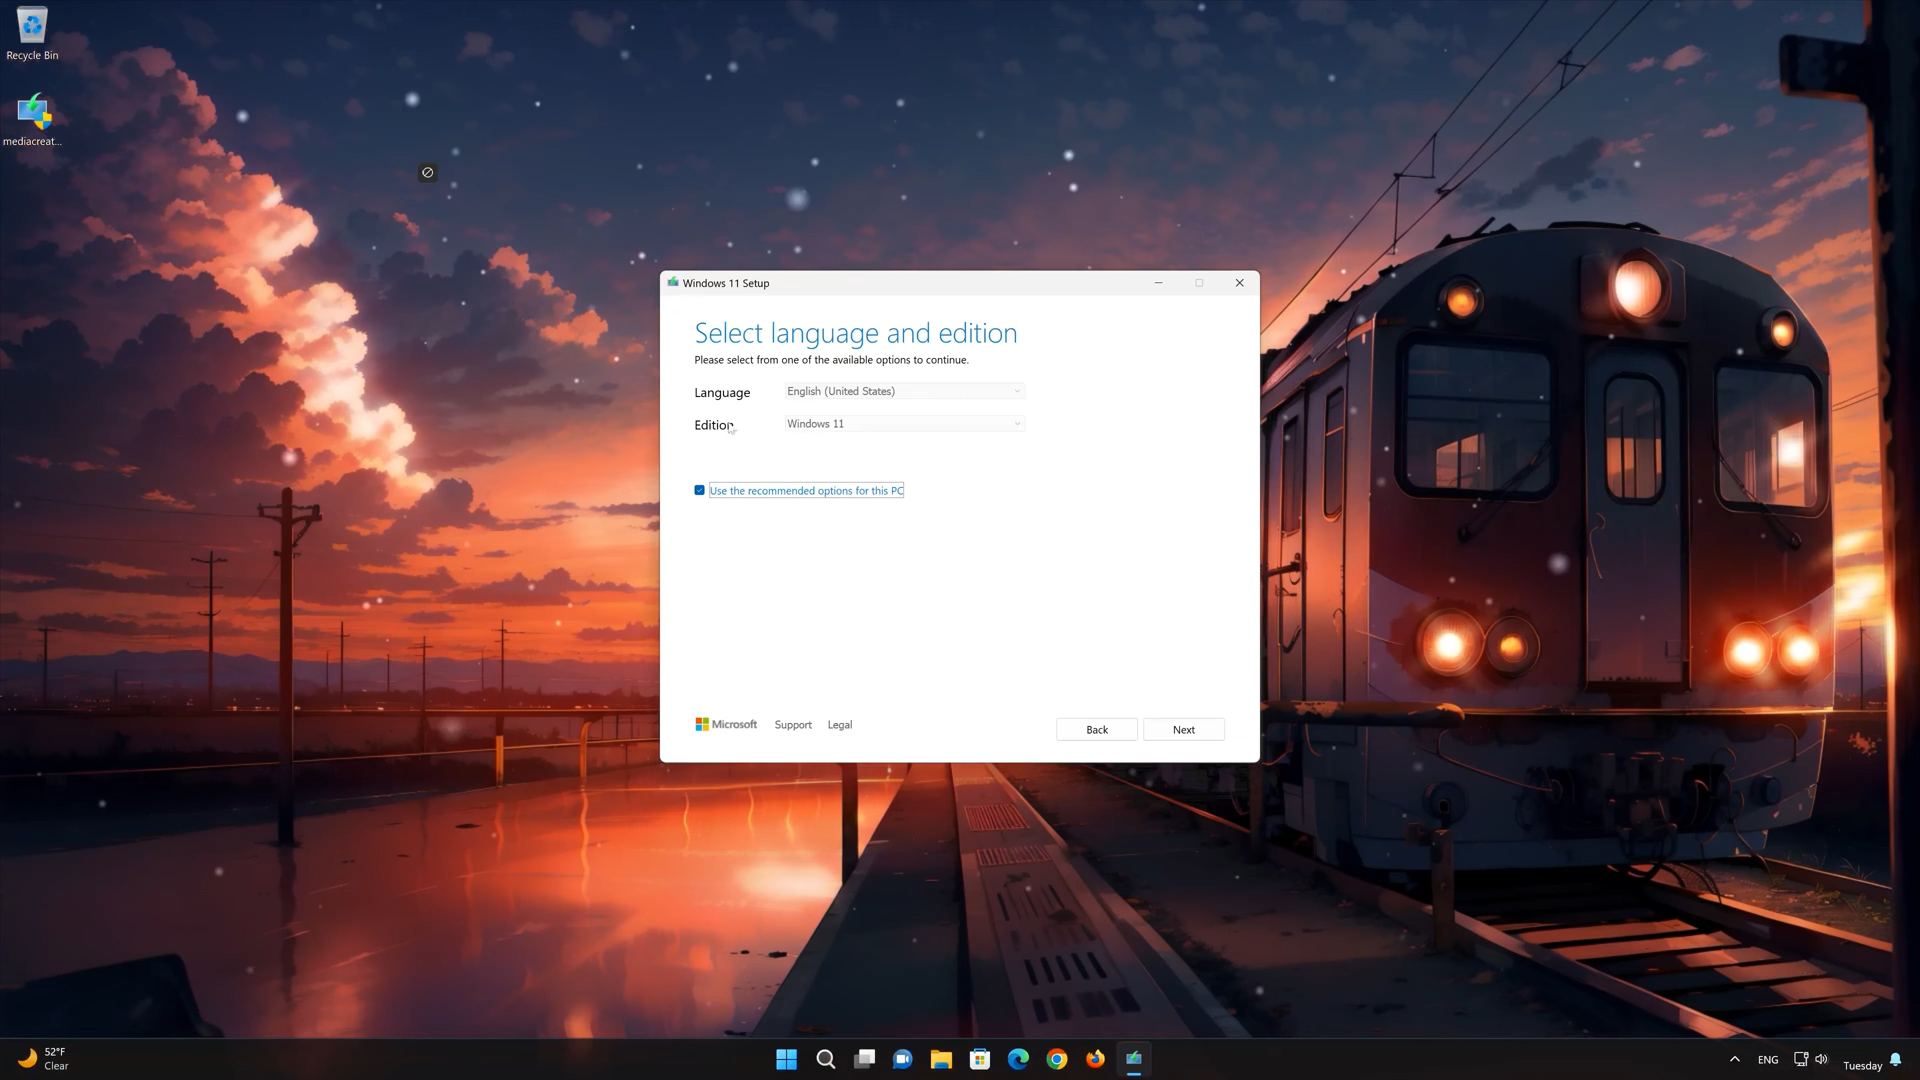 Recycle Bin
mediacreat...
Windows 11 Setup
Select language and edition
Please select from one of the available options to continue.
Language
English (United States)
Edition
Windows 11
Use the recommended options for this PC
Microsoft
Support
Legal
Back
Next
52°F
Clear
ENG
Tuesday